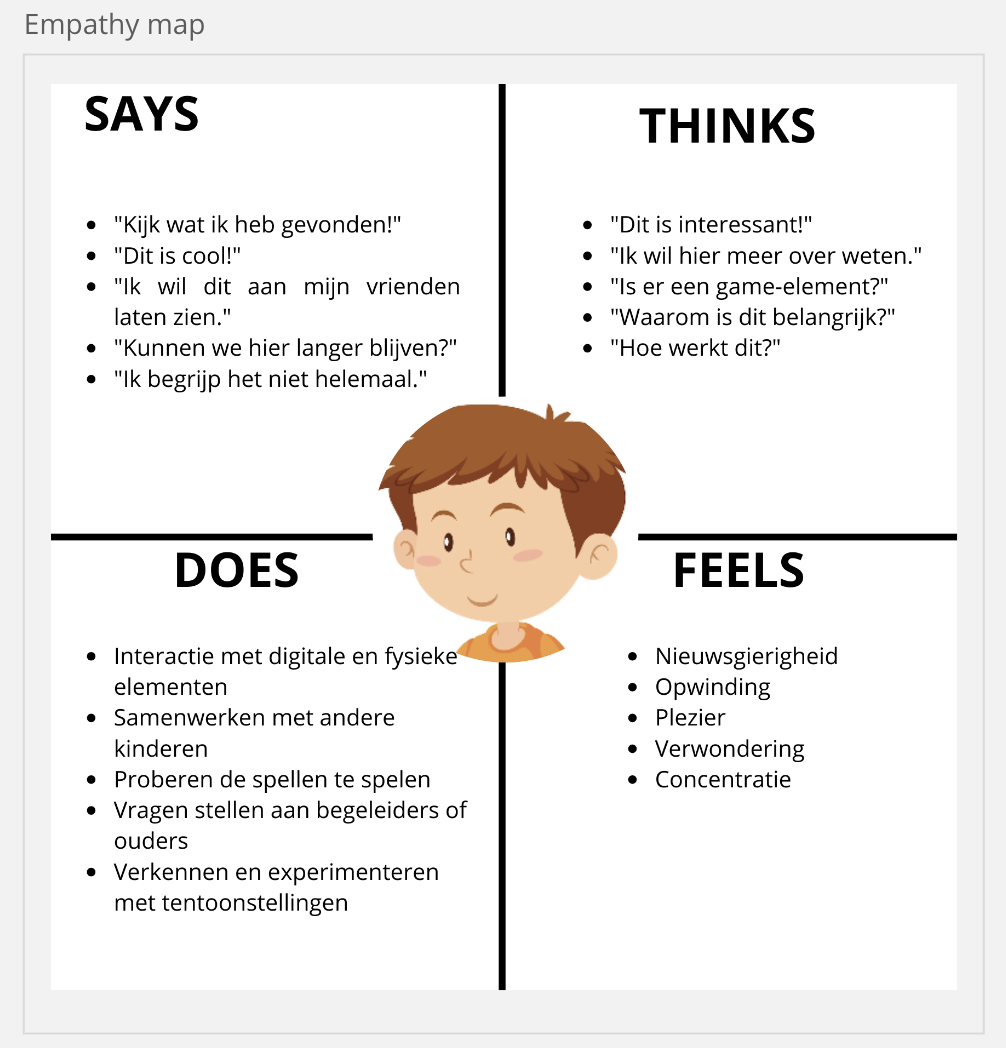 Empathy map
SAYS
• "Kijk wat ik heb gevonden!"
• "Dit is cool!"
• "Ik wil dit aan mijn vrienden
laten zien."
• "Kunnen we hier langer blijven?"
• "Ik begrijp het niet helemaal."
THINKS
• "Dit is interessant!"
• "Ik wil hier meer over weten."
• "Is er een game-element?"
• "Waarom is dit belangrijk?"
• "Hoe werkt dit?"
DOES
• Interactie met digitale en fysieke
elementen
• Samenwerken met andere
kinderen
• Proberen de spellen te spelen
• Vragen stellen aan begeleiders of
ouders
• Verkennen en experimenteren
met tentoonstellingen
FEELS
• Nieuwsgierigheid
• Opwinding
• Plezier
• Verwondering
• Concentratie